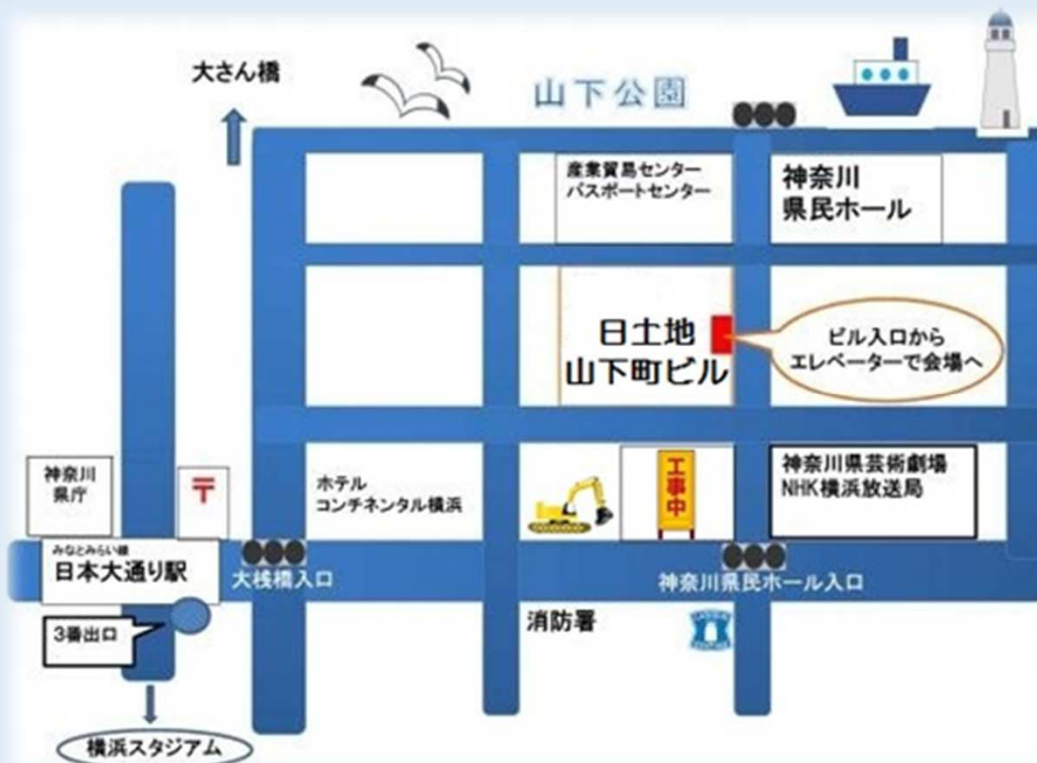 大さん橋
山下公園
産業貿易センター
パスポートセンター
神奈川
県民ホール
日土地
山下町ビル
ビル入口から
エレベーターで会場へ
神奈川
県庁
〒
ホテル
コンチネンタル横浜
工事中
神奈川県芸術劇場
NHK横浜放送局
みなとみらい線
日本大通り駅
大桟橋入口
神奈川県民ホール入口
3番出口
消防署
横浜スタジアム